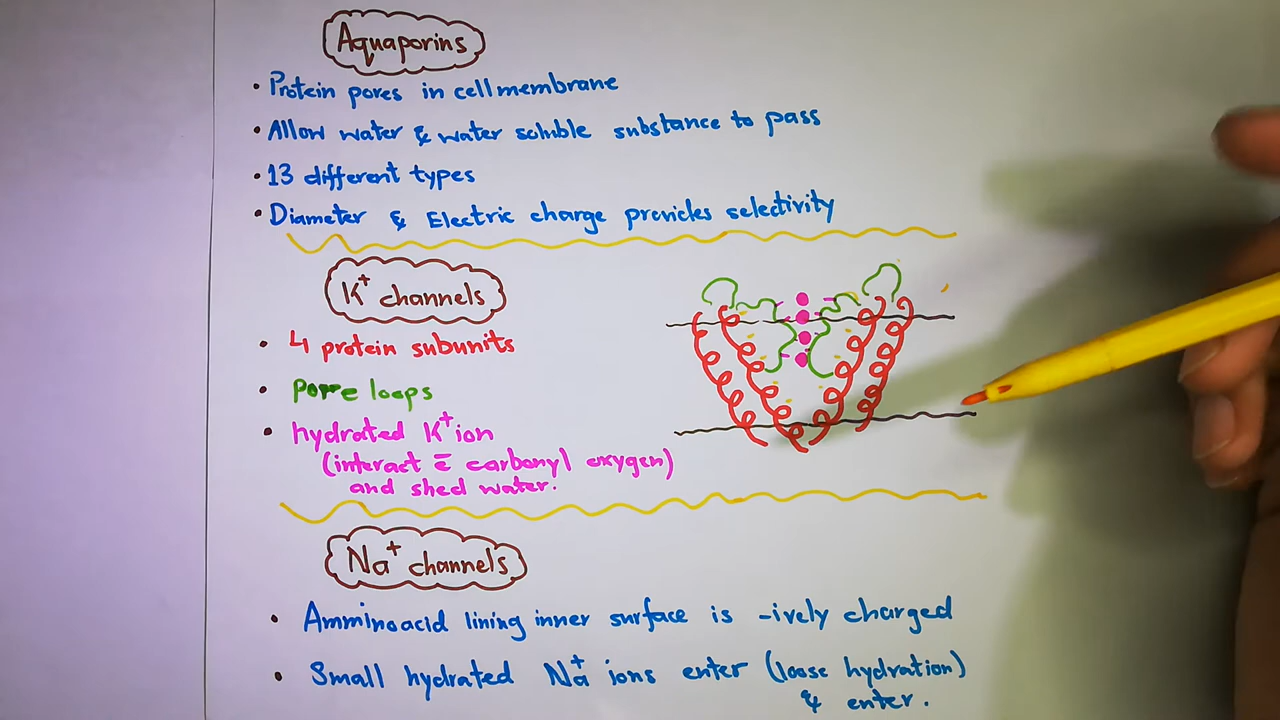 Aquaporins
• Protein pores in cell membrane
• Allow water & water soluble substance to pass
• 13 different types
• Diameter & Electric charge provides selectivity
K+ channels
• 4 protein subunits
• Pore loops
• hydrated K+ ion
(interact c̄ carbonyl oxygen)
and shed water.
Na+ channels
• Amminoacid lining inner surface is -ively charged
• Small hydrated Na+ ions enter (loose hydration)
& enter.